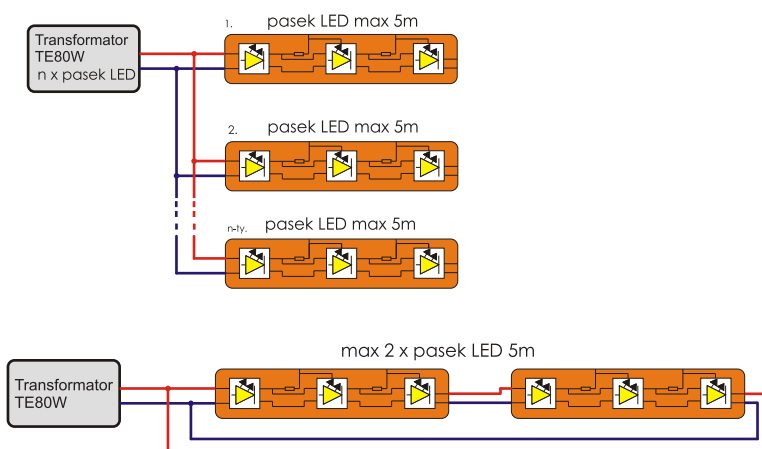 1.
pasek LED max 5m
Transformator
TE80W
n x pasek LED
2.
pasek LED max 5m
n-ty.
pasek LED max 5m
max 2 x pasek LED 5m
Transformator
TE80W